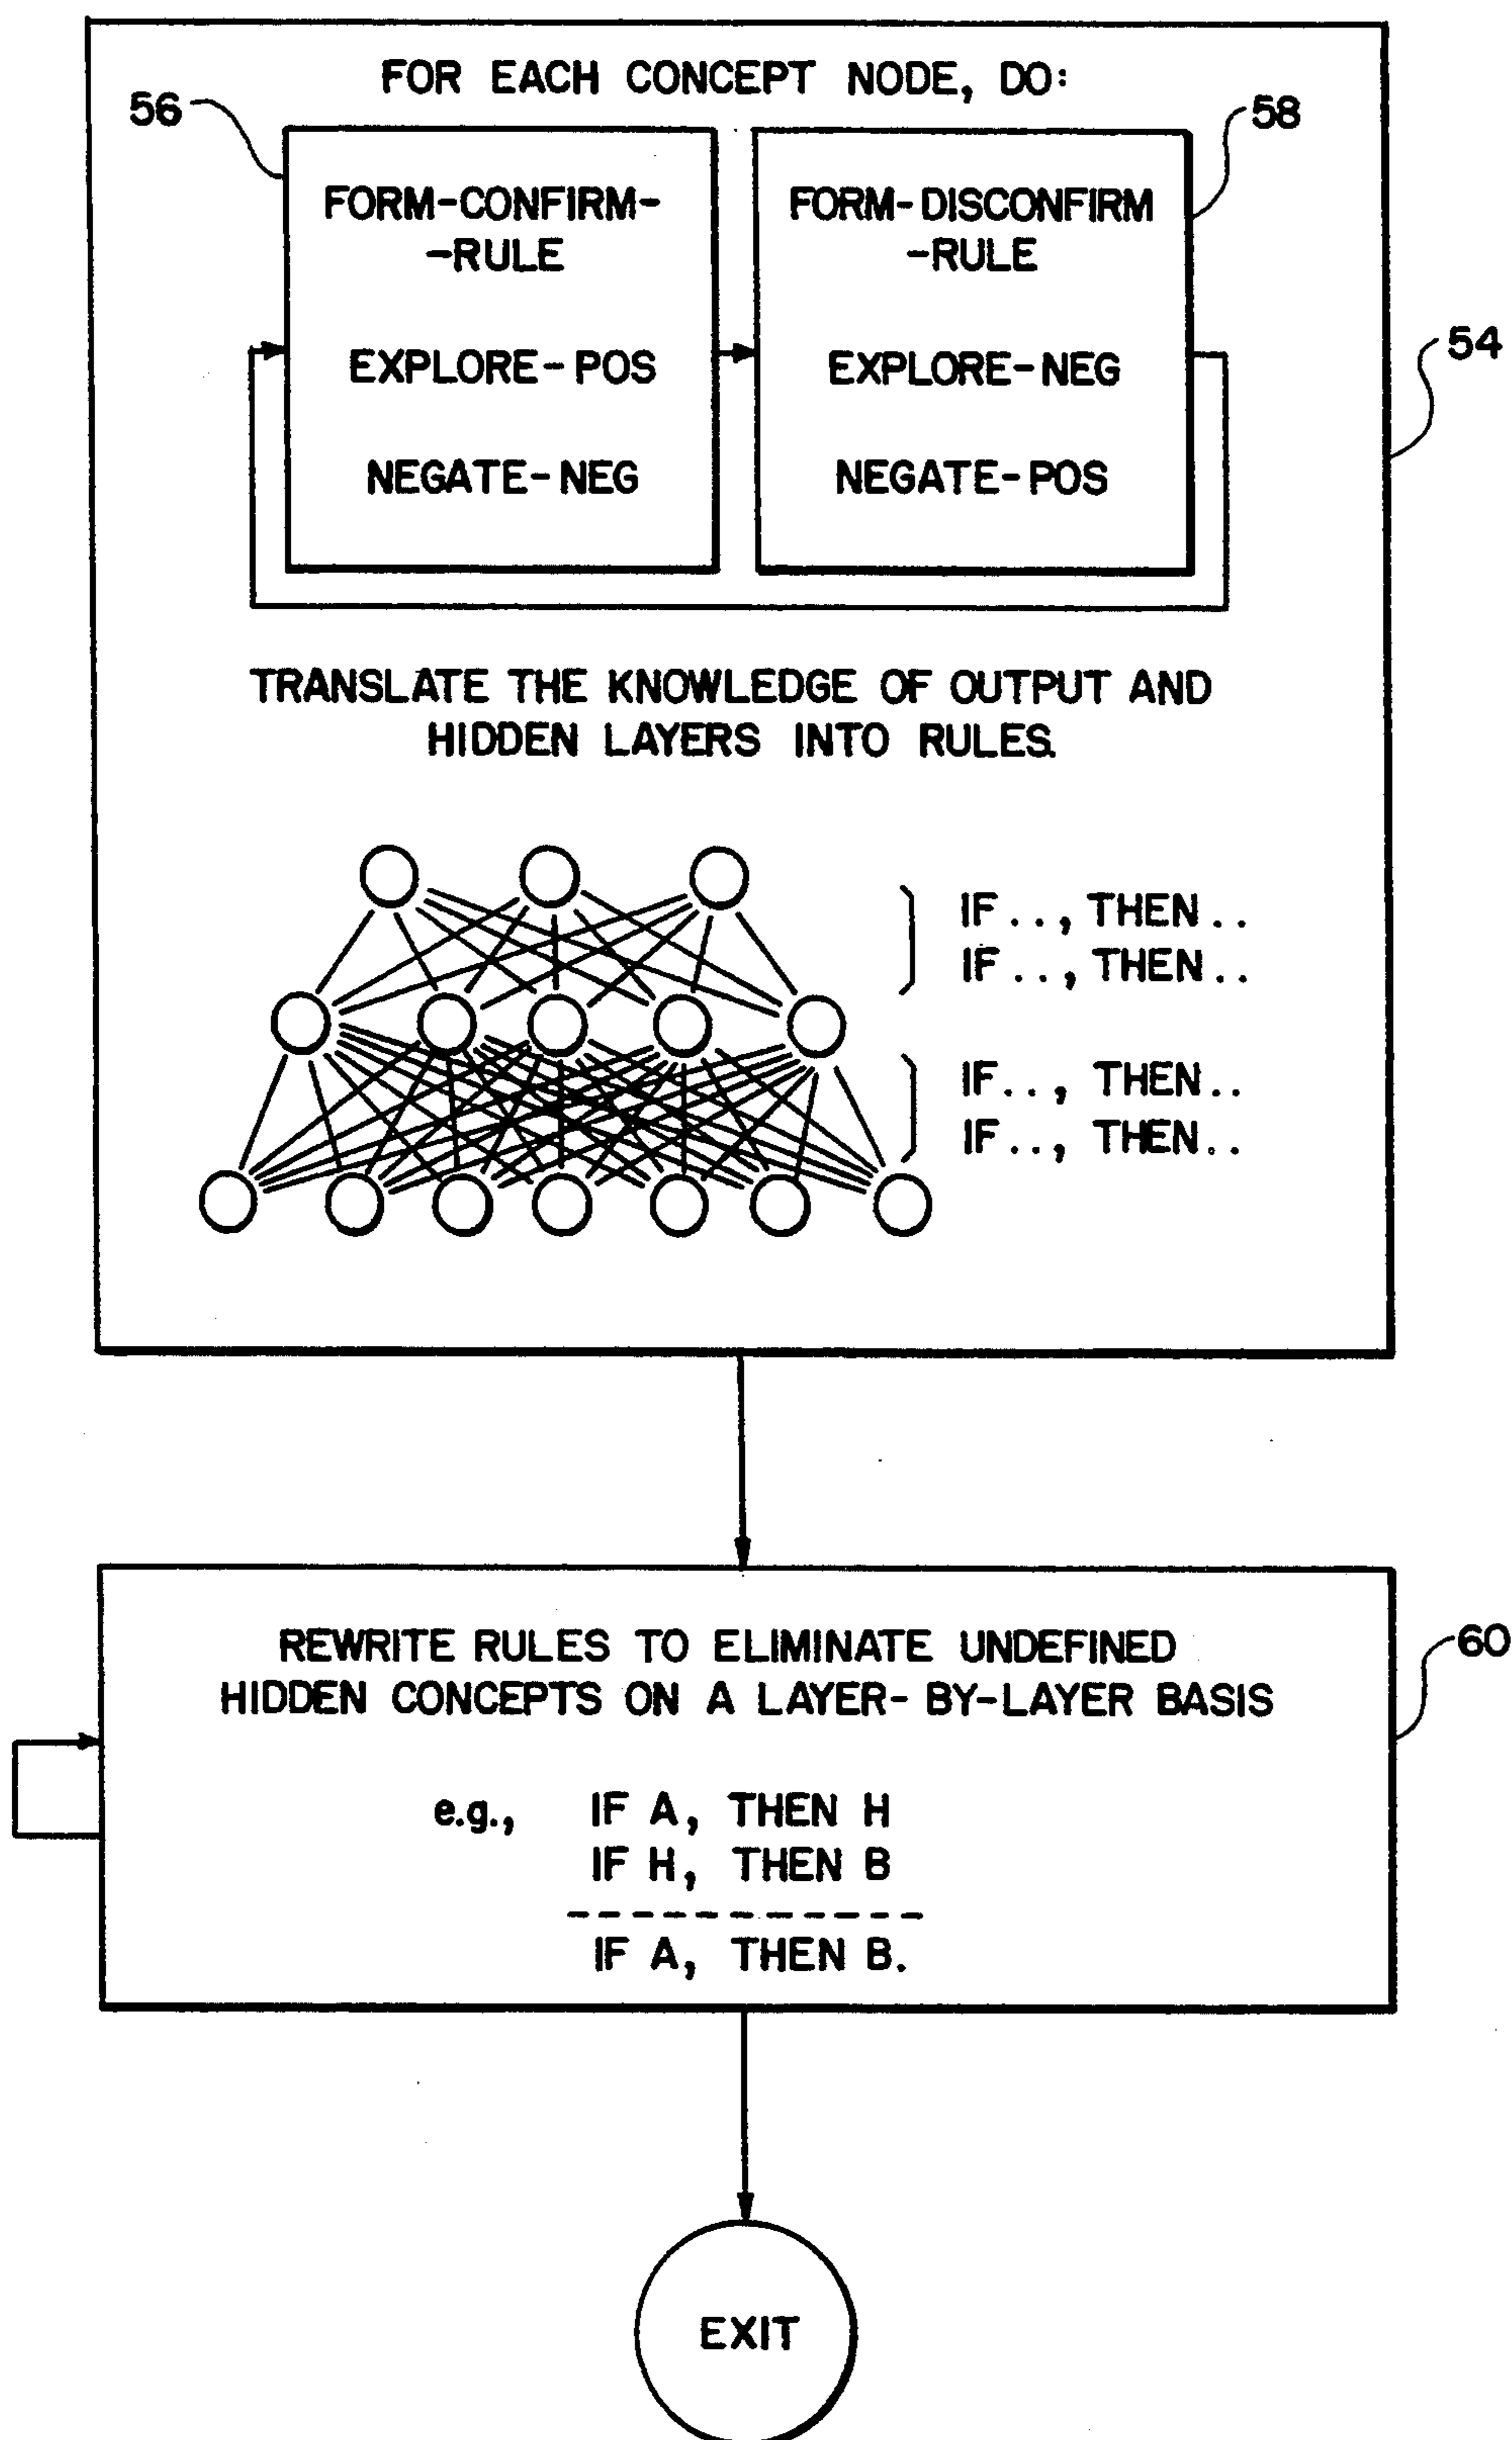 FOR EACH CONCEPT NODE, DO:
56
58
FORM-CONFIRM-
-RULE
EXPLORE-POS
NEGATE-NEG
FORM-DISCONFIRM
-RULE
EXPLORE-NEG
NEGATE-POS
54
TRANSLATE THE KNOWLEDGE OF OUTPUT AND
HIDDEN LAYERS INTO RULES.
IF . . , THEN . .
IF . . , THEN . .
IF . . , THEN . .
IF . . , THEN . .
REWRITE RULES TO ELIMINATE UNDEFINED
HIDDEN CONCEPTS ON A LAYER-BY-LAYER BASIS
60
e.g., IF A, THEN H
IF H, THEN B
IF A, THEN B.
EXIT